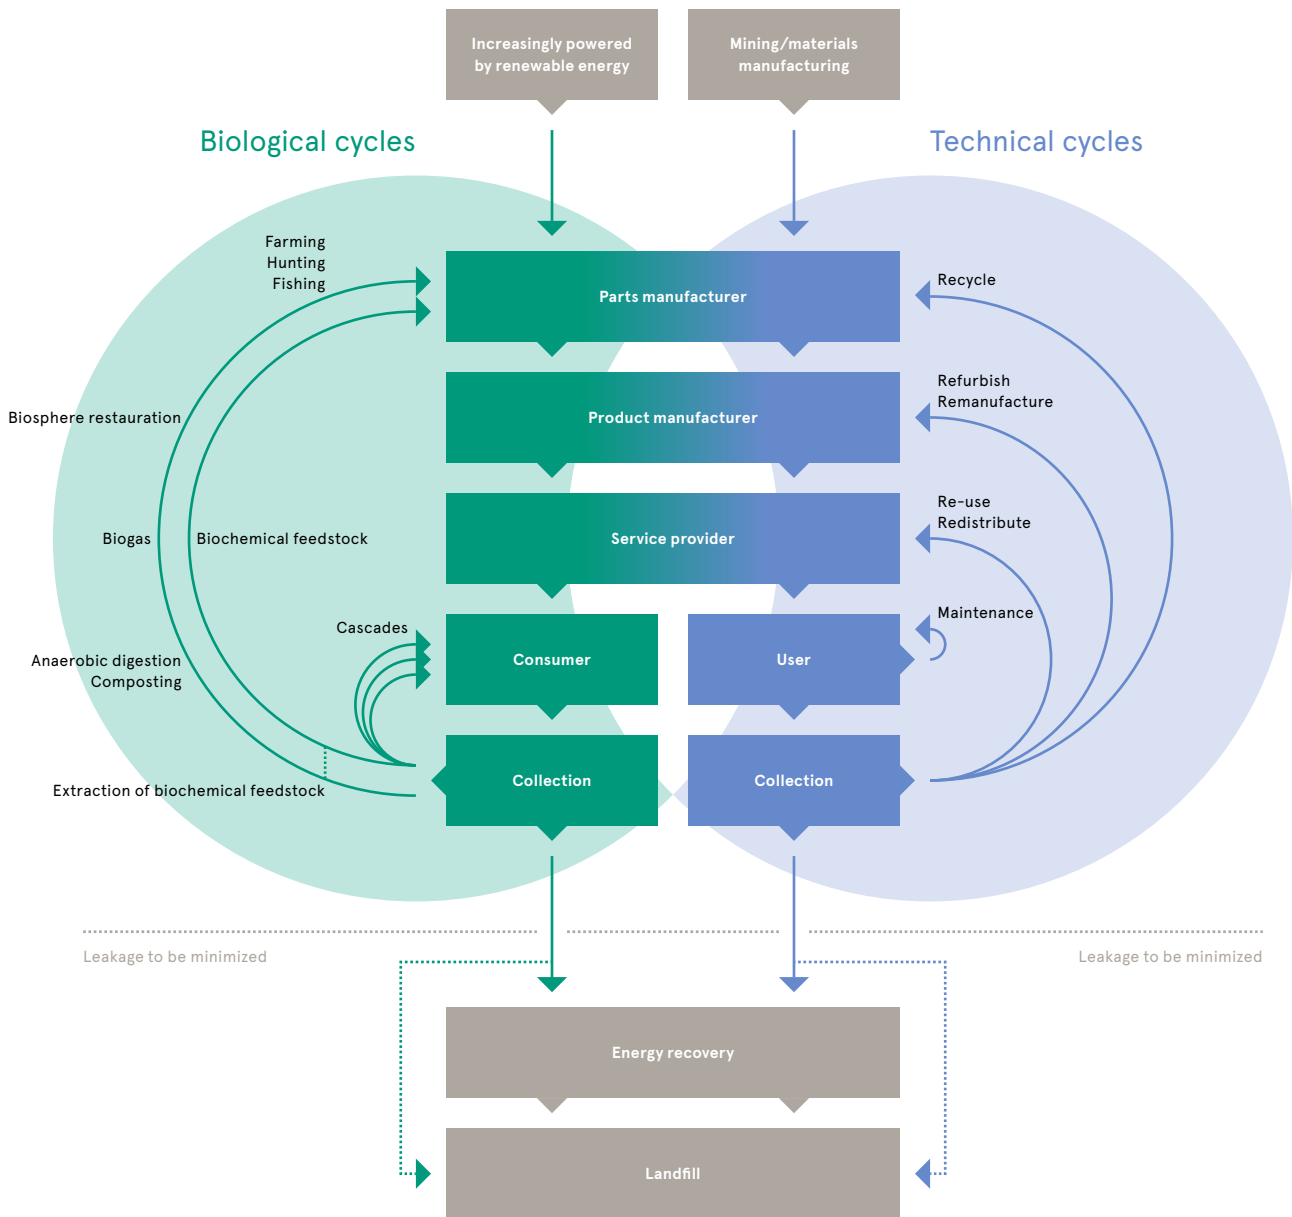 Increasingly powered
by renewable energy
Mining/materials
manufacturing
Biological cycles
Technical cycles
Farming
Hunting
Fishing
Parts manufacturer
Recycle
Biosphere restauration
Product manufacturer
Refurbish
Remanufacture
Biogas
Biochemical feedstock
Service provider
Re-use
Redistribute
Cascades
Anaerobic digestion
Composting
Consumer
User
Maintenance
Extraction of biochemical feedstock
Collection
Collection
Leakage to be minimized
Leakage to be minimized
Energy recovery
Landfill